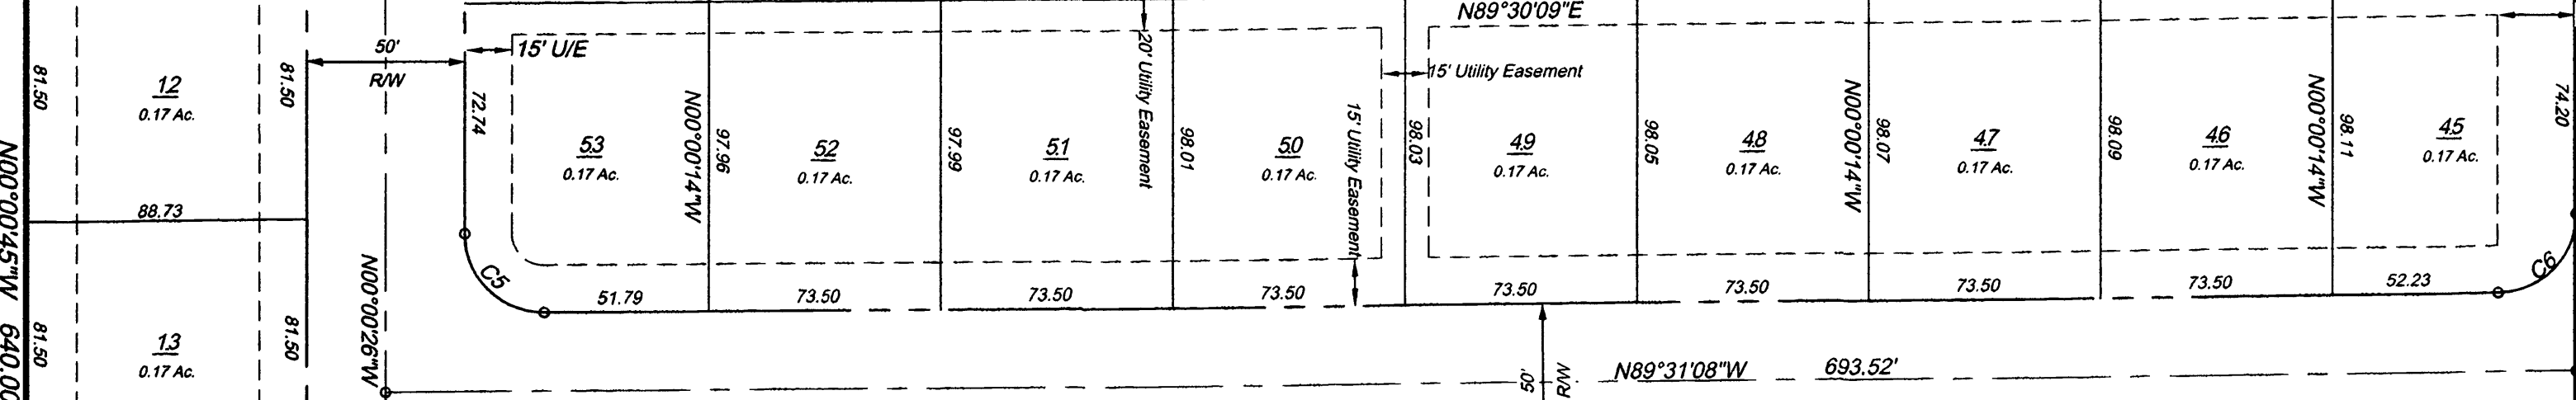 N89°30'09"E
50'
R/W
15' U/E
20' Utility Easement
15' Utility Easement
15' Utility Easement
81.50
12
0.17 Ac.
81.50
72.74
53
0.17 Ac.
N00°00'14"W
97.96
52
0.17 Ac.
97.99
51
0.17 Ac.
98.01
50
0.17 Ac.
98.03
49
0.17 Ac.
98.05
48
0.17 Ac.
N00°00'14"W
98.07
47
0.17 Ac.
98.09
46
0.17 Ac.
N00°00'14"W
98.11
45
0.17 Ac.
74.20
88.73
N00°00'45"W 640.00
N00°00'26"W
C5
51.79
73.50
73.50
73.50
73.50
73.50
73.50
73.50
52.23
C6
81.50
13
0.17 Ac.
81.50
50'
R/W
N89°31'08"W 693.52'